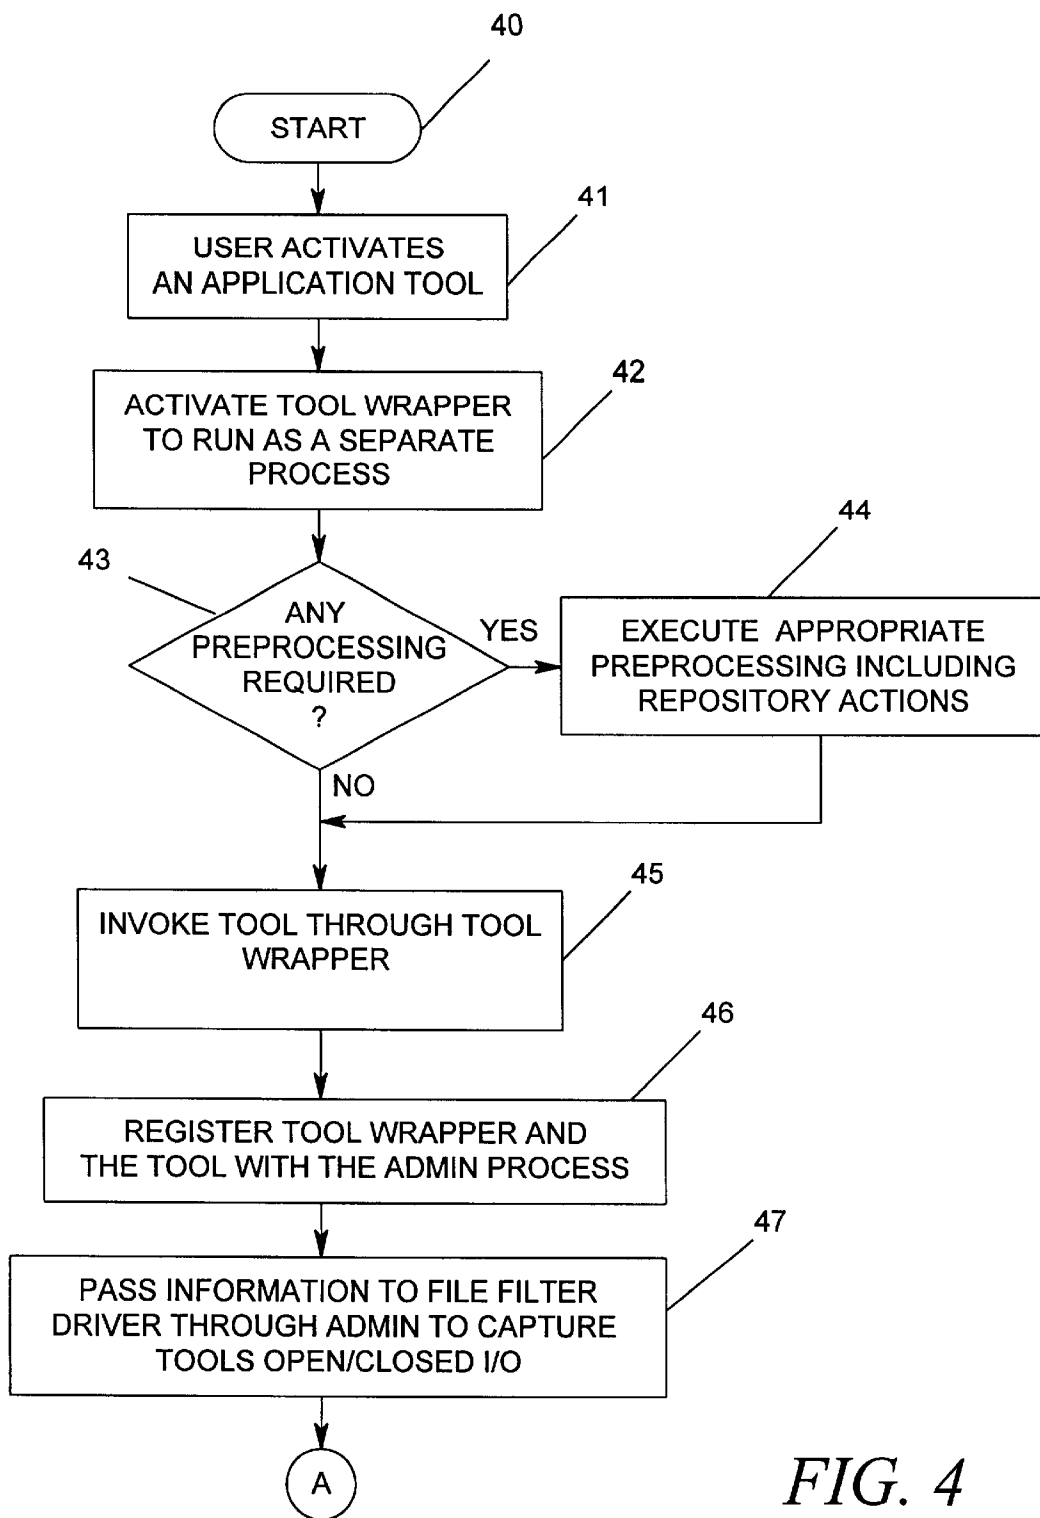 40
START
41
USER ACTIVATES
AN APPLICATION TOOL
42
ACTIVATE TOOL WRAPPER
TO RUN AS A SEPARATE
PROCESS
43
ANY
PREPROCESSING
REQUIRED
?
YES
44
EXECUTE APPROPRIATE
PREPROCESSING INCLUDING
REPOSITORY ACTIONS
NO
45
INVOKE TOOL THROUGH TOOL
WRAPPER
46
REGISTER TOOL WRAPPER AND
THE TOOL WITH THE ADMIN PROCESS
47
PASS INFORMATION TO FILE FILTER
DRIVER THROUGH ADMIN TO CAPTURE
TOOLS OPEN/CLOSED I/O
A
FIG. 4